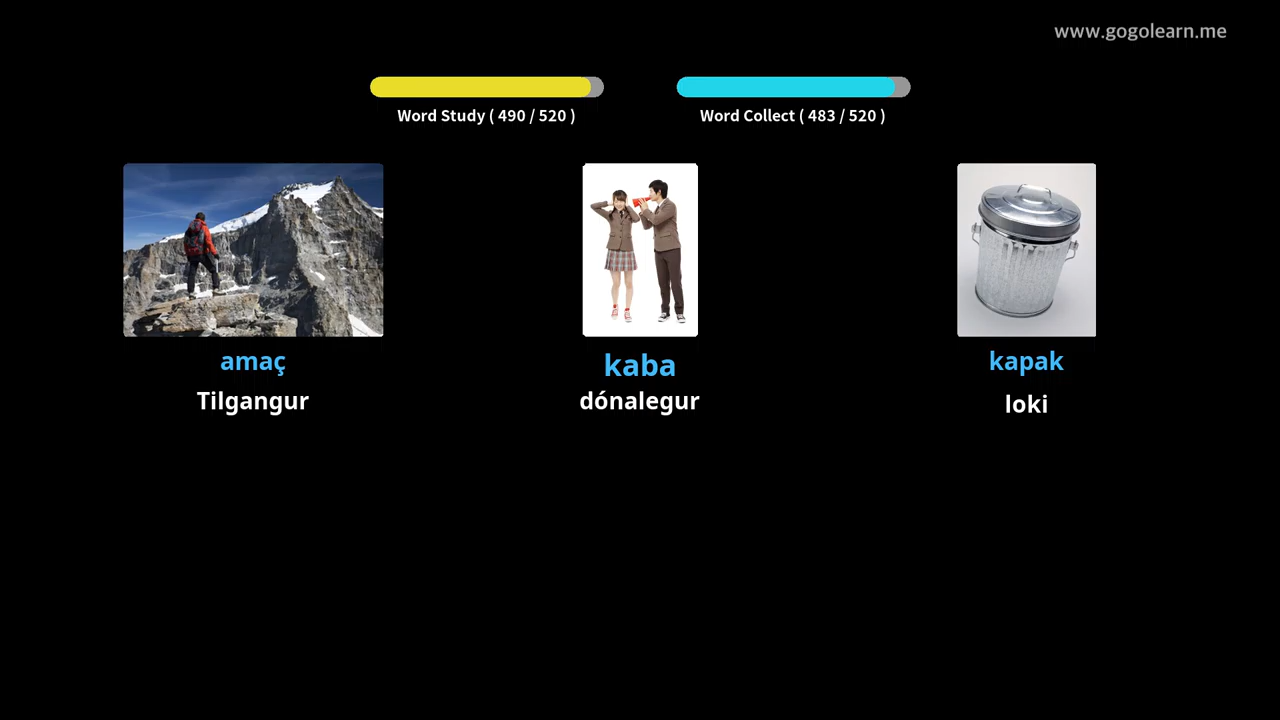 www.gogolearn.me
Word Study ( 490 / 520 )
Word Collect ( 483 / 520 )
amaç
kaba
kapak
Tilgangur
dónalegur
loki